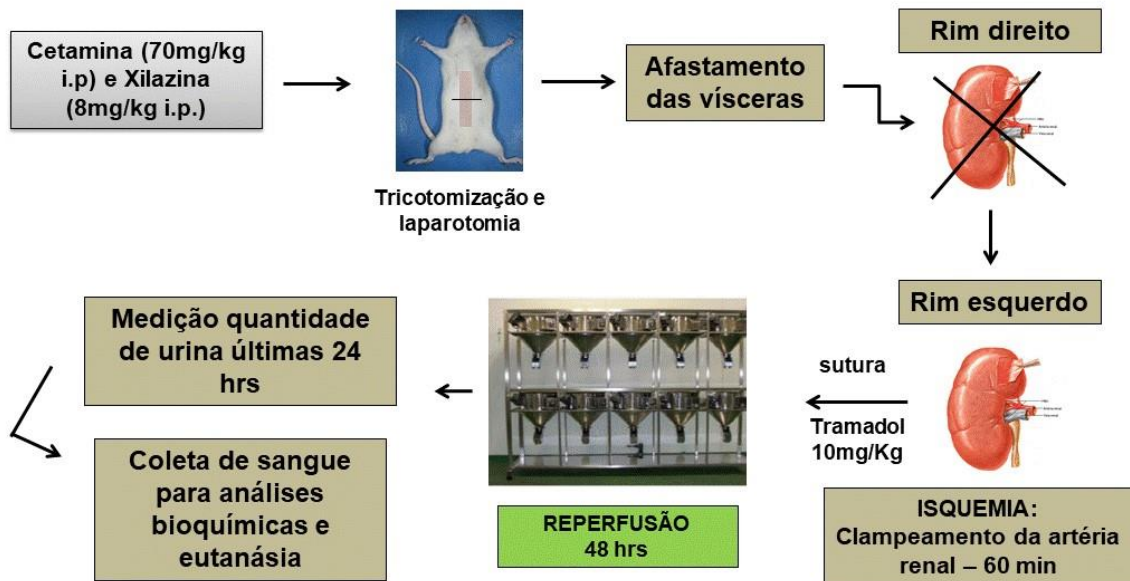 Cetamina (70mg/kg
i.p) e Xilazina
(8mg/kg i.p.)
Tricotomização e
laparotomia
Afastamento
das vísceras
Rim direito
Rim esquerdo
ISQUEMIA:
Clampeamento da artéria
renal – 60 min
sutura
Tramadol
10mg/Kg
REPERFUSÃO
48 hrs
Medição quantidade
de urina últimas 24
hrs
Coleta de sangue
para análises
bioquímicas e
eutanásia